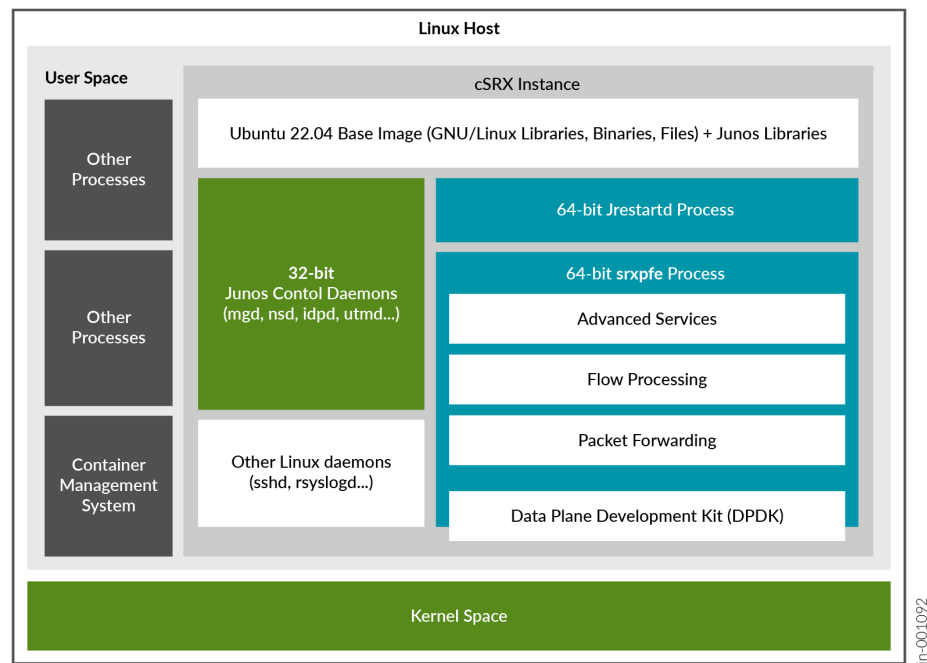 Linux Host
User Space
Other
Processes
Other
Processes
Container
Management
System
cSRX Instance
Ubuntu 22.04 Base Image (GNU/Linux Libraries, Binaries, Files) + Junos Libraries
32-bit
Junos Contol Daemons
(mgd, nsd, idpd, utmd...)
Other Linux daemons
(sshd, rsyslogd...)
64-bit Jrestartd Process
64-bit srxpfe Process
Advanced Services
Flow Processing
Packet Forwarding
Data Plane Development Kit (DPDK)
Kernel Space
in-001092